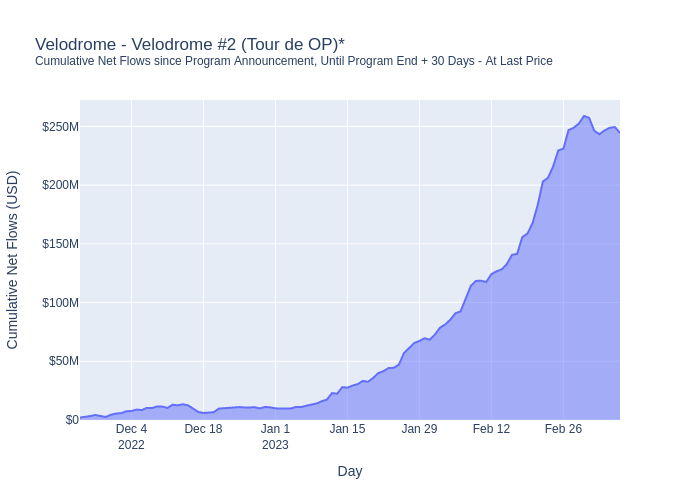 Velodrome - Velodrome #2 (Tour de OP)*
Cumulative Net Flows since Program Announcement, Until Program End + 30 Days - At Last Price
Cumulative Net Flows (USD)
$250M
$200M
$150M
$100M
$50M
$0
Dec 4 Dec 18 Jan 1 Jan 15 Jan 29 Feb 12 Feb 26
2022 2023
Day